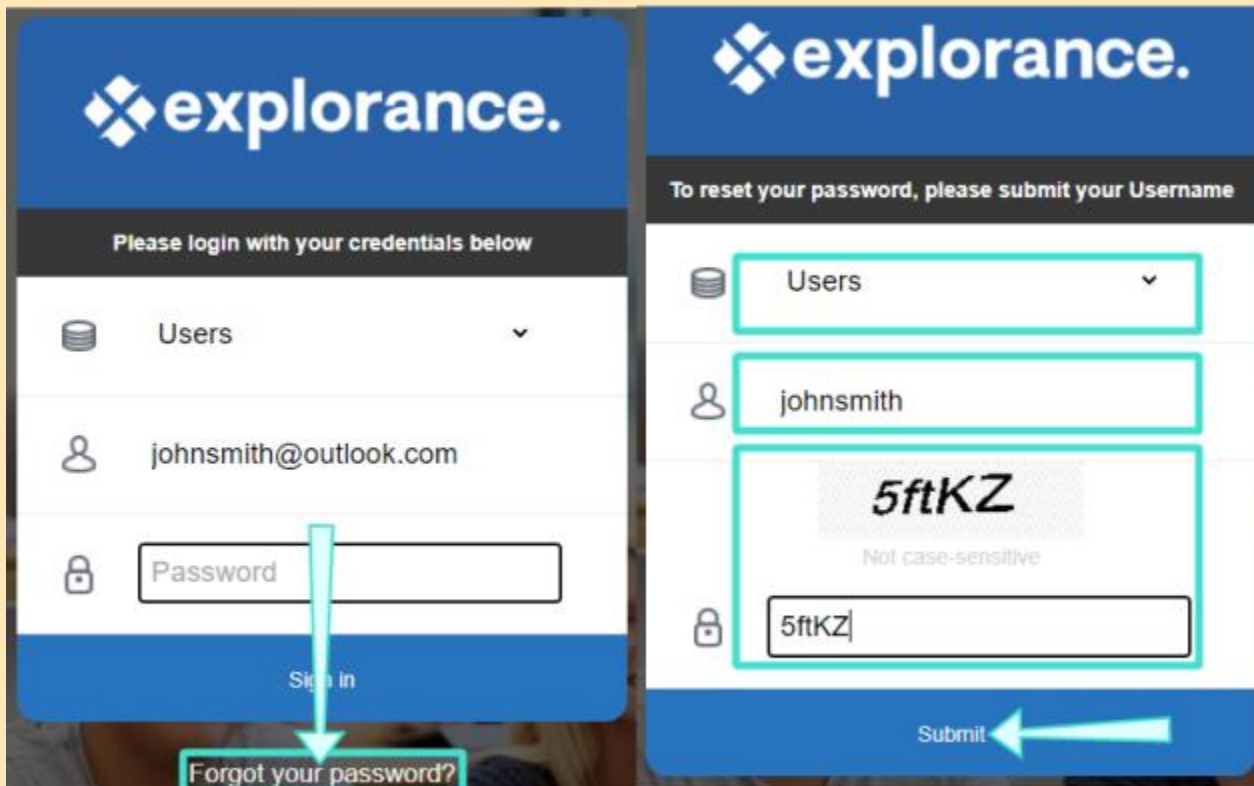 explorance.
Please login with your credentials below
Users
johnsmith@outlook.com
Password
Sign in
Forgot your password?
explorance.
To reset your password, please submit your Username
Users
johnsmith
5ftKZ
Not case-sensitive
5ftKZ
Submit